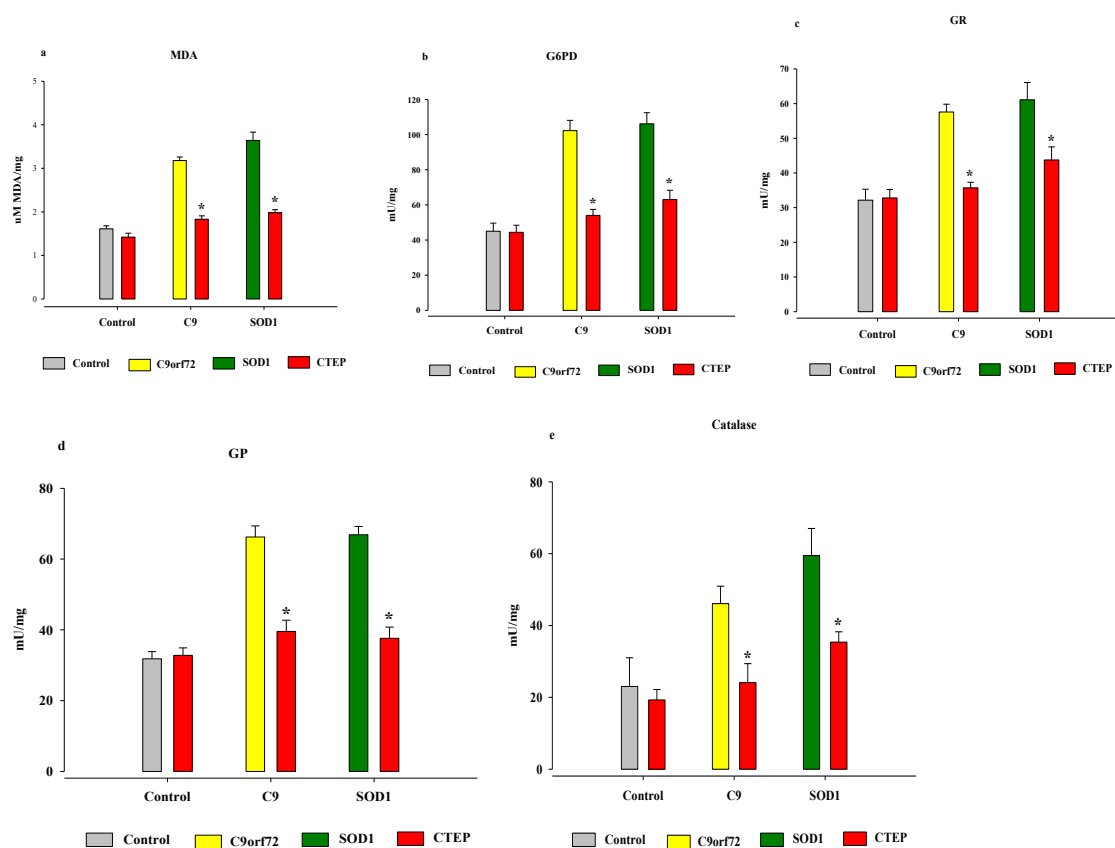 a
MDA
uM MDA/mg
5
4
3
2
1
0
*
*
Control
C9
SOD1
Control
C9orf72
SOD1
CTEP
b
G6PD
mU/mg
120
100
80
60
40
20
0
*
*
Control
C9
SOD1
Control
C9orf72
SOD1
CTEP
c
GR
mU/mg
70
60
50
40
30
20
10
0
*
*
Control
C9
SOD1
Control
C9orf72
SOD1
CTEP
d
GP
mU/mg
80
60
40
20
0
*
*
Control
C9
SOD1
Control
C9orf72
SOD1
CTEP
e
Catalase
mU/mg
80
60
40
20
0
*
*
Control
C9
SOD1
Control
C9orf72
SOD1
CTEP